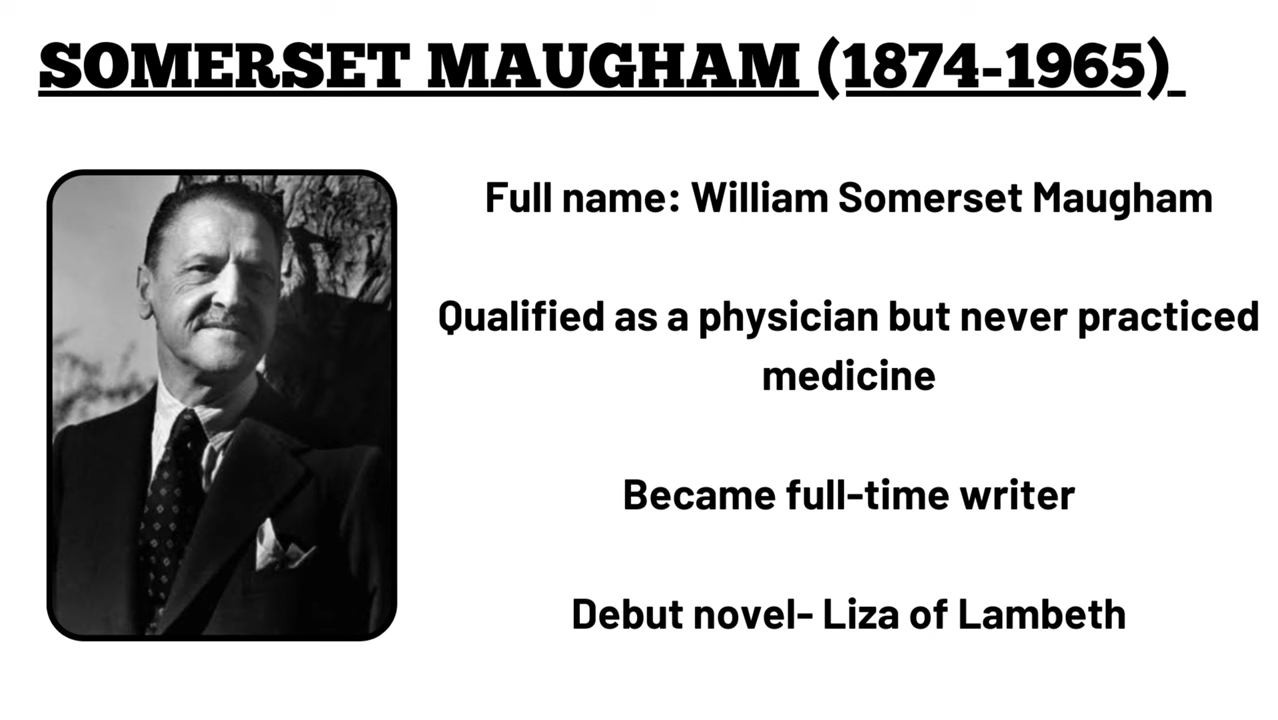 SOMERSET MAUGHAM (1874-1965)
Full name: William Somerset Maugham
Qualified as a physician but never practiced
medicine
Became full-time writer
Debut novel- Liza of Lambeth